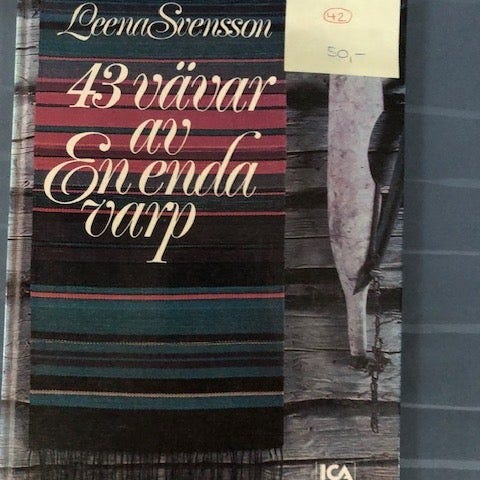 Leena Svensson
42
50,-
43 vävar
av
En enda
varp
ICA